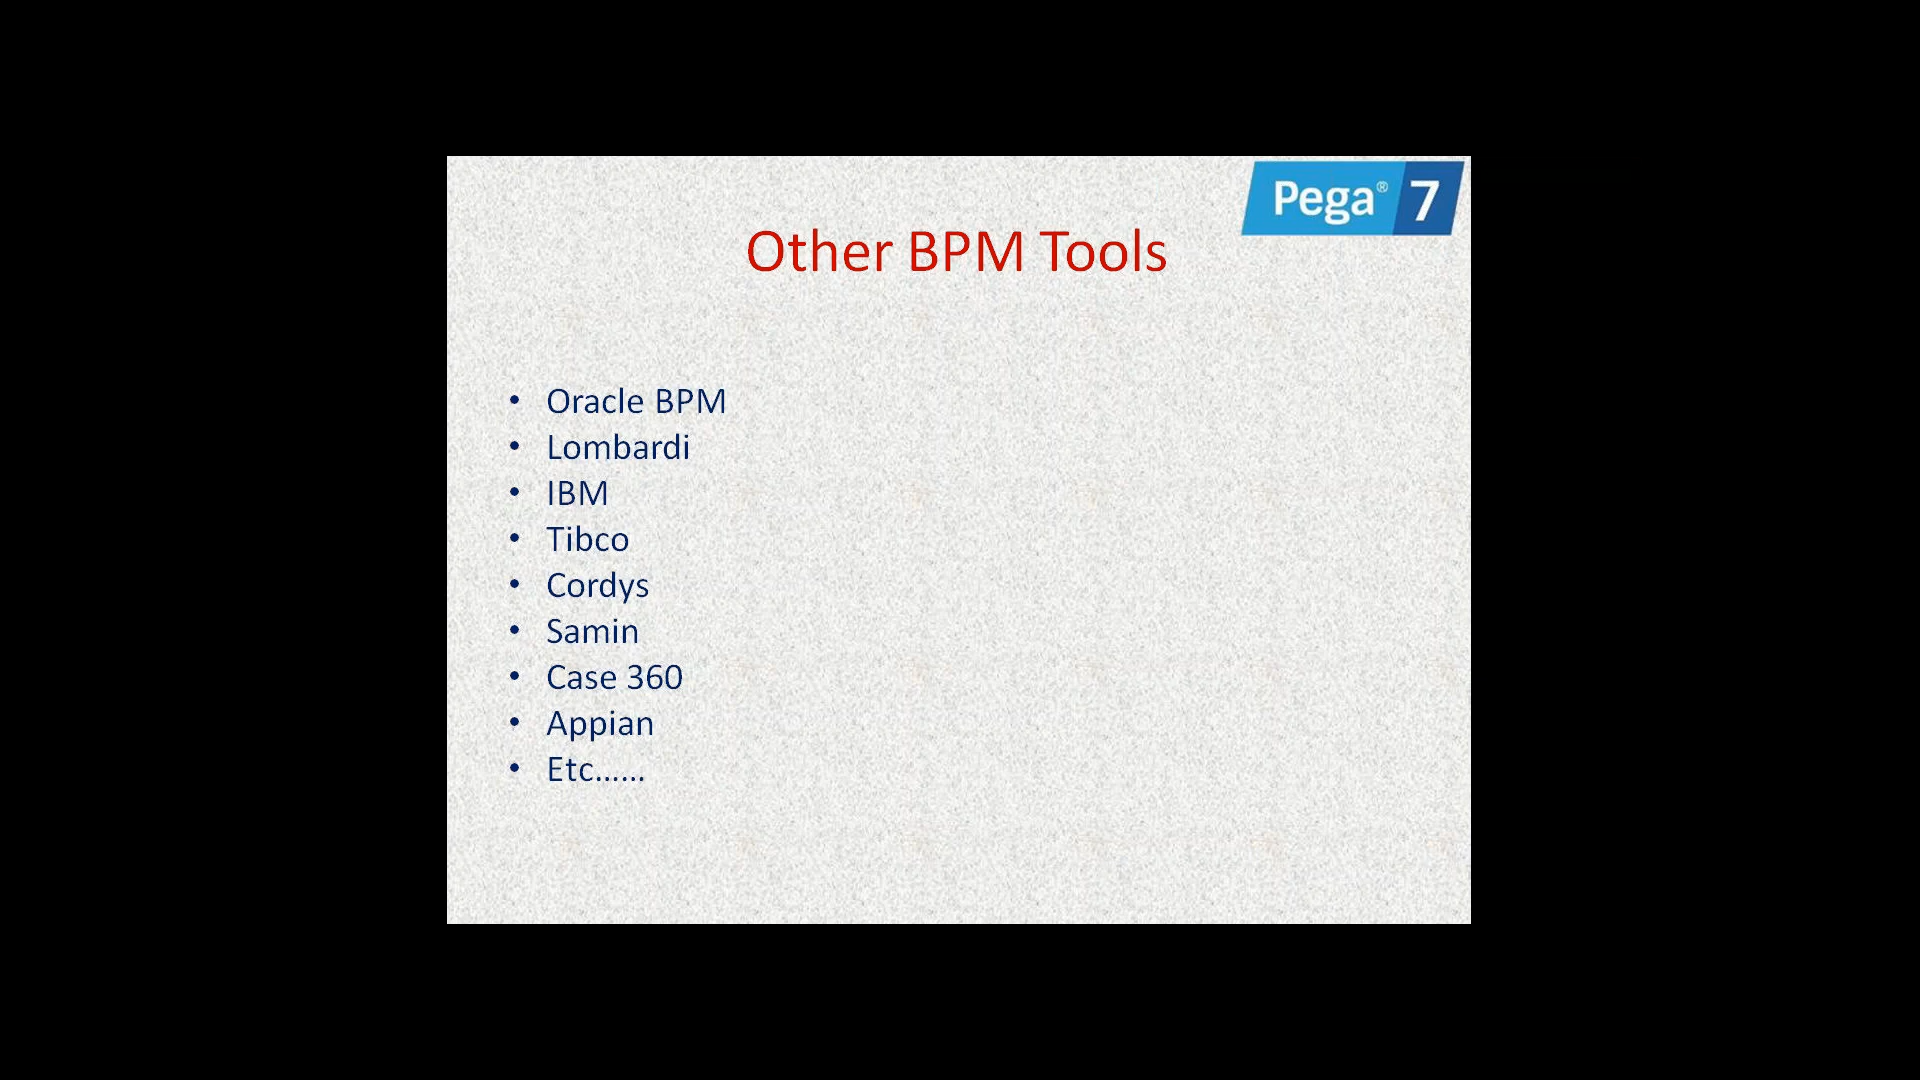 Pega® 7
Other BPM Tools
• Oracle BPM
• Lombardi
• IBM
• Tibco
• Cordys
• Samin
• Case 360
• Appian
• Etc......